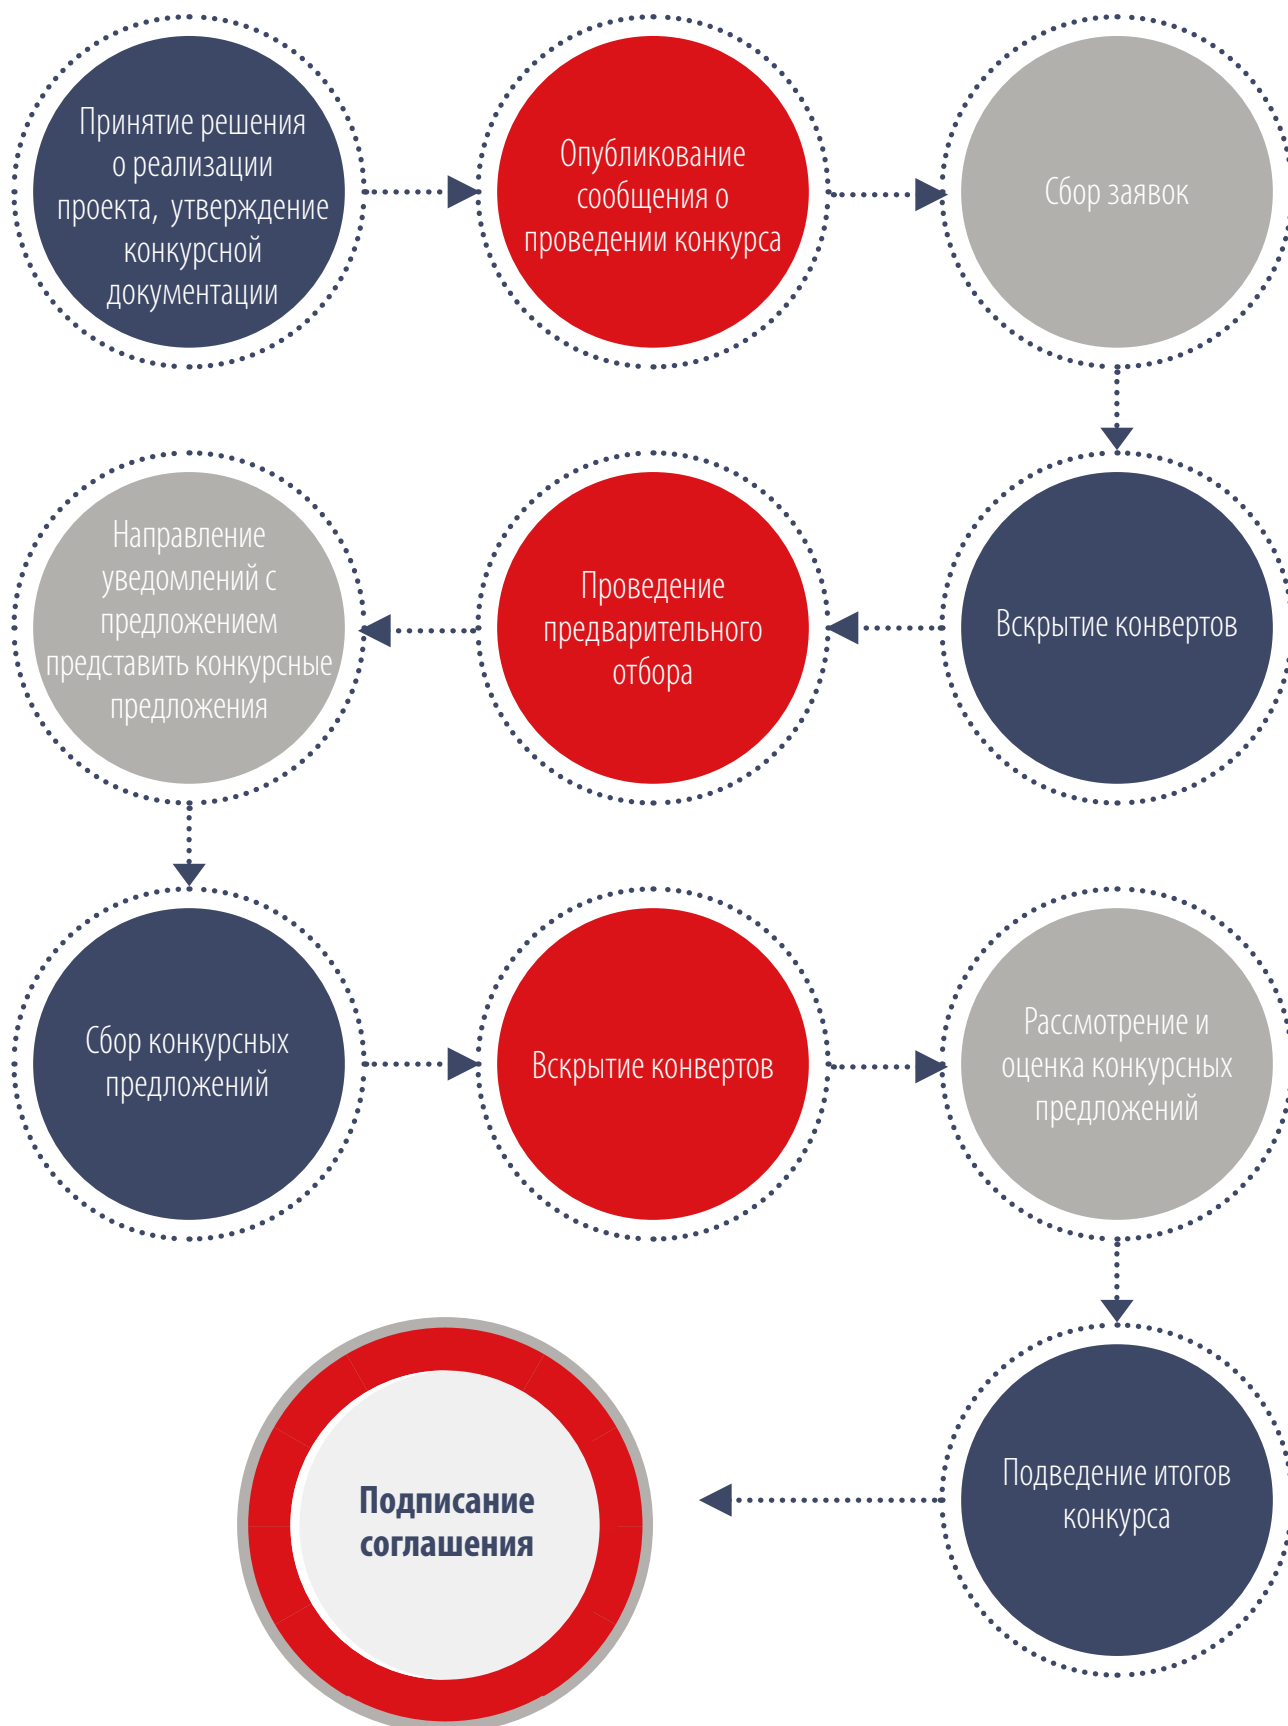 Принятие решения
о реализации
проекта, утверждение
конкурсной
документации
Опубликование
сообщения о
проведении конкурса
Сбор заявок
Вскрытие конвертов
Проведение
предварительного
отбора
Направление
уведомлений с
предложением
представить конкурсные
предложения
Сбор конкурсных
предложений
Вскрытие конвертов
Рассмотрение и
оценка конкурсных
предложений
Подведение итогов
конкурса
Подписание
соглашения